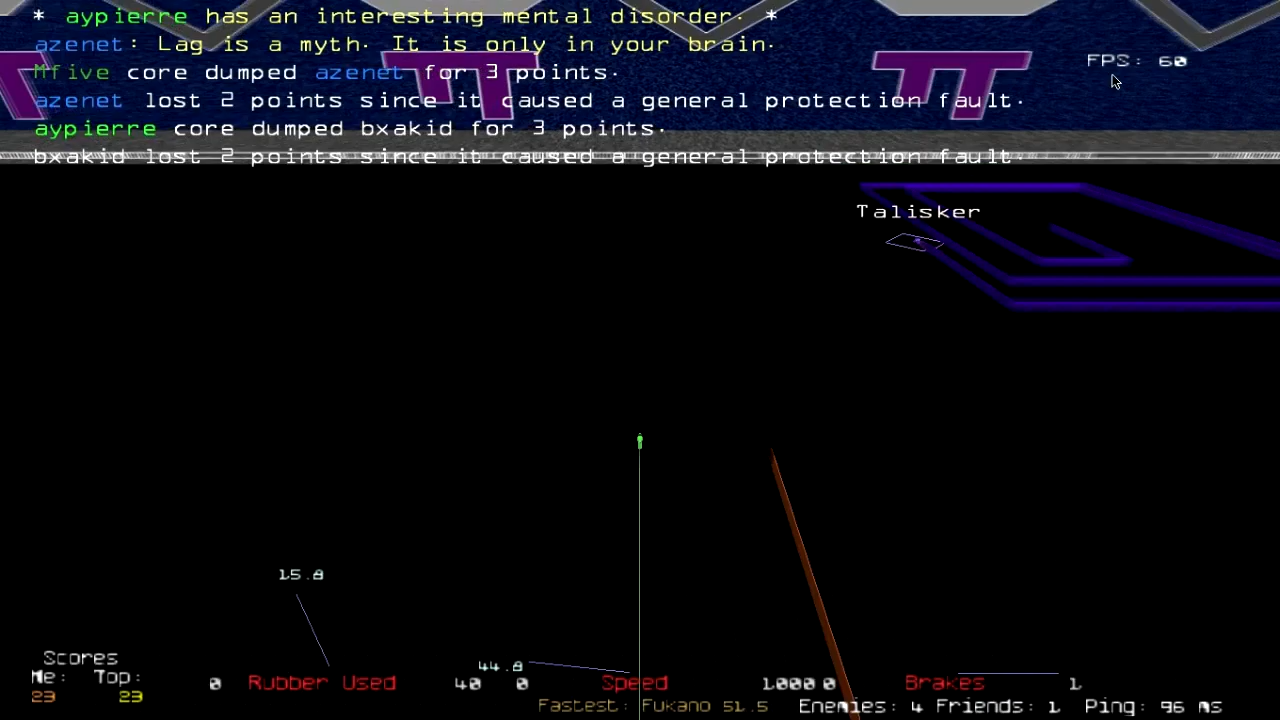 * aypierre has an interesting mental disorder. *
azenet: Lag is a myth. It is only in your brain.
Mfive core dumped azenet for 3 points.
FPS: 60
azenet lost 2 points since it caused a general protection fault.
aypierre core dumped bxakid for 3 points.
bxakid lost 2 points since it caused a general protection fault.
Talisker
15.8
44.8
Scores
Me: Top:
23 23
0 Rubber Used 40
0 Speed 1000
0 Brakes 1
Fastest: Fukano 51.5
Enemies: 4 Friends: 1 Ping: 96 ms